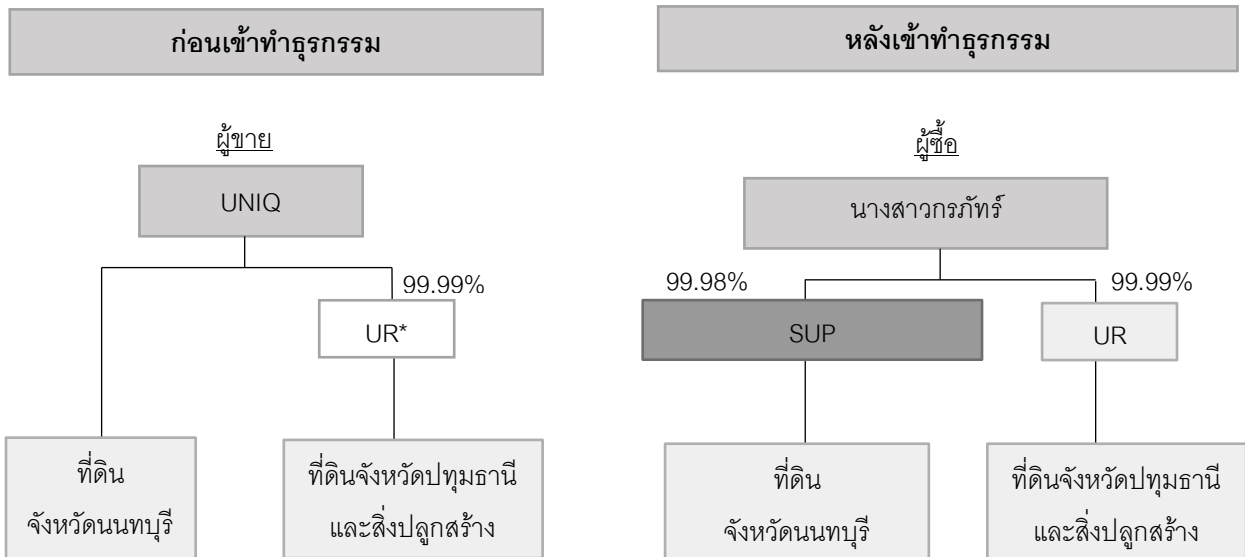 ก่อนเข้าทำธุรกรรม
ผู้ขาย
UNIQ
99.99%
UR*
ที่ดิน
จังหวัดนนทบุรี
ที่ดินจังหวัดปทุมธานี
และสิ่งปลูกสร้าง
หลังเข้าทำธุรกรรม
ผู้ซื้อ
นางสาวกรภัทร์
99.98%
99.99%
SUP
UR
ที่ดิน
จังหวัดนนทบุรี
ที่ดินจังหวัดปทุมธานี
และสิ่งปลูกสร้าง